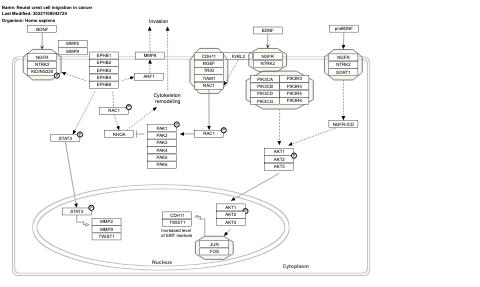 Name: Neural crest cell migration in cancer
Last Modified: 20221108043724
Organism: Homo sapiens
Invasion
BDNF
BDNF
proBDNF
MMP2
MMP9
NGFR
NTRK2
KIDINS220
P
EPHB1
EPHB2
EPHB3
EPHB4
EPHB6
MMP9
ARF1
CDH11
NGEF
TRIO
TIAM1
RAC1
F2RL2
NGFR
NTRK2
NGFR
NTRK2
SORT1
PIK3CA
PIK3CB
PIK3CD
PIK3CG
PIK3R3
PIK3R4
PIK3R5
PIK3R6
Cytokeleton
remodeling
RAC1
P
STAT3
P
RHOA
PAK1
PAK2
PAK3
PAK4
PAK5
PAK6
P
RAC1
P
NGFR-ICD
AKT1
AKT2
AKT3
P
STAT3
P
MMP2
MMP9
TWIST1
CDH11
TWIST1
Increased level
of EMT markers
AKT1
AKT2
AKT3
P
JUN
FOS
Nucleus
Cytoplasm